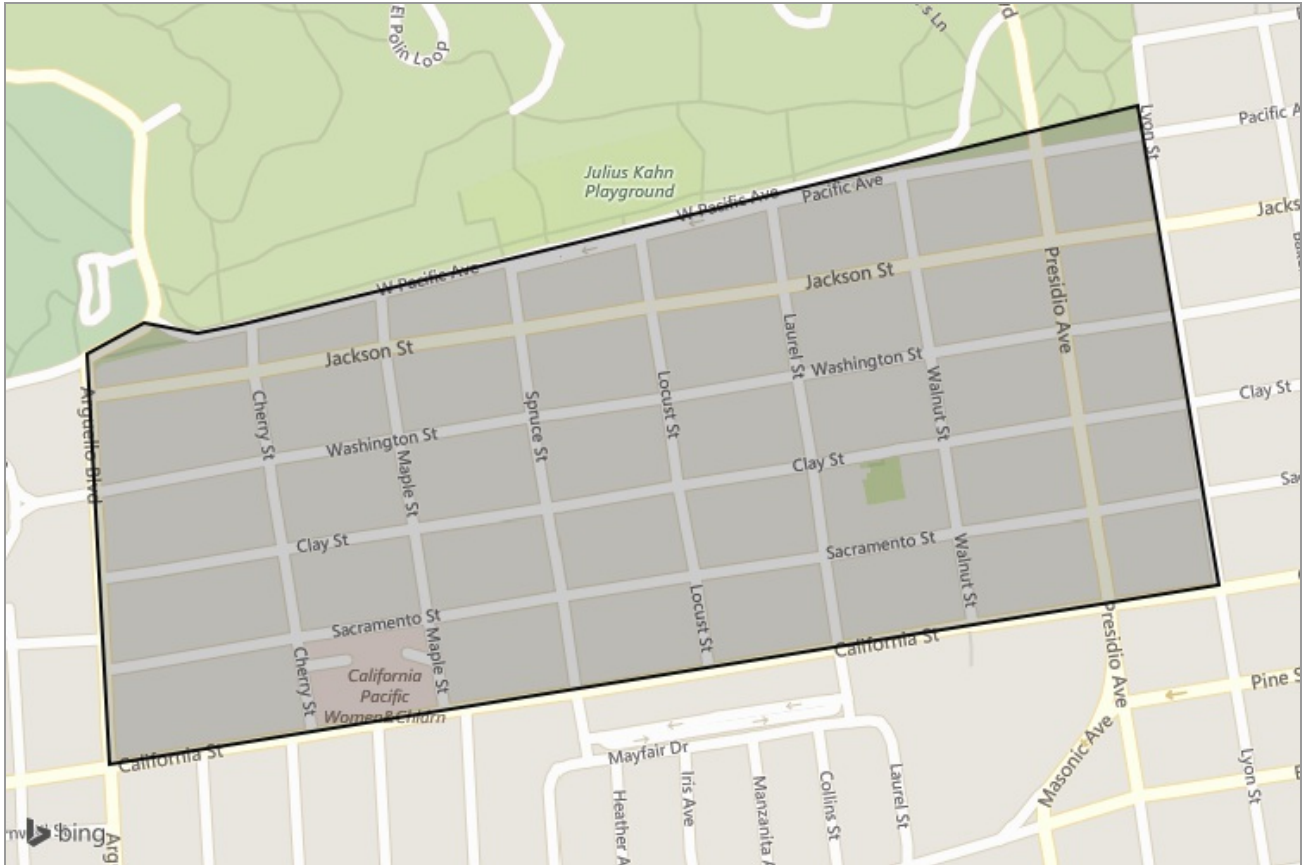 El Polin Loop
s Ln
Lyon St
Pacific A
Julius Kahn
Playground
W Pacific Ave
Pacific Ave
Jacks
W Pacific Ave
Jackson St
Presidio Ave
Jackson St
Laurel St
Washington St
Arguello Blvd
Cherry St
Spruce St
Locust St
Walnut St
Clay St
Washington St
Maple St
Clay St
Sa
Clay St
Sacramento St
Walnut St
Sacramento St
Locust St
California St
Presidio Ave
Cherry St
Maple St
California
Pacific
Women&Chldrn
Pine S
California St
Mayfair Dr
Masonic Ave
Lyon St
Heather A
Iris Ave
Manzanita A
Collins St
Laurel St
bing
Arg